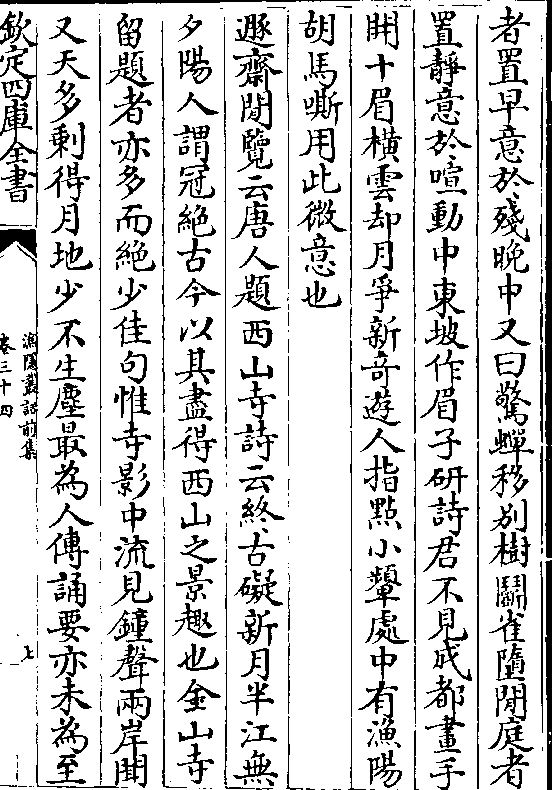 者置早意於殘晚中又曰驚蟬移别樹鬭雀墮閒庭者
置靜意於喧動中東坡作眉子研詩君不見成都畫手
開十眉橫雲却月爭新奇遊人指點小顰處中有漁陽
胡馬嘶用此微意也
遯齋閒覽云唐人題西山寺詩云終古礙新月半江無
夕陽人謂冠絶古今以其盡得西山之景趣也金山寺
留題者亦多而絶少佳句惟寺影中流見鐘聲兩岸聞
又天多剩得月地少不生塵最為人傳誦要亦未為至
欽定四庫全書
漁隱叢話前集
卷三十四
七